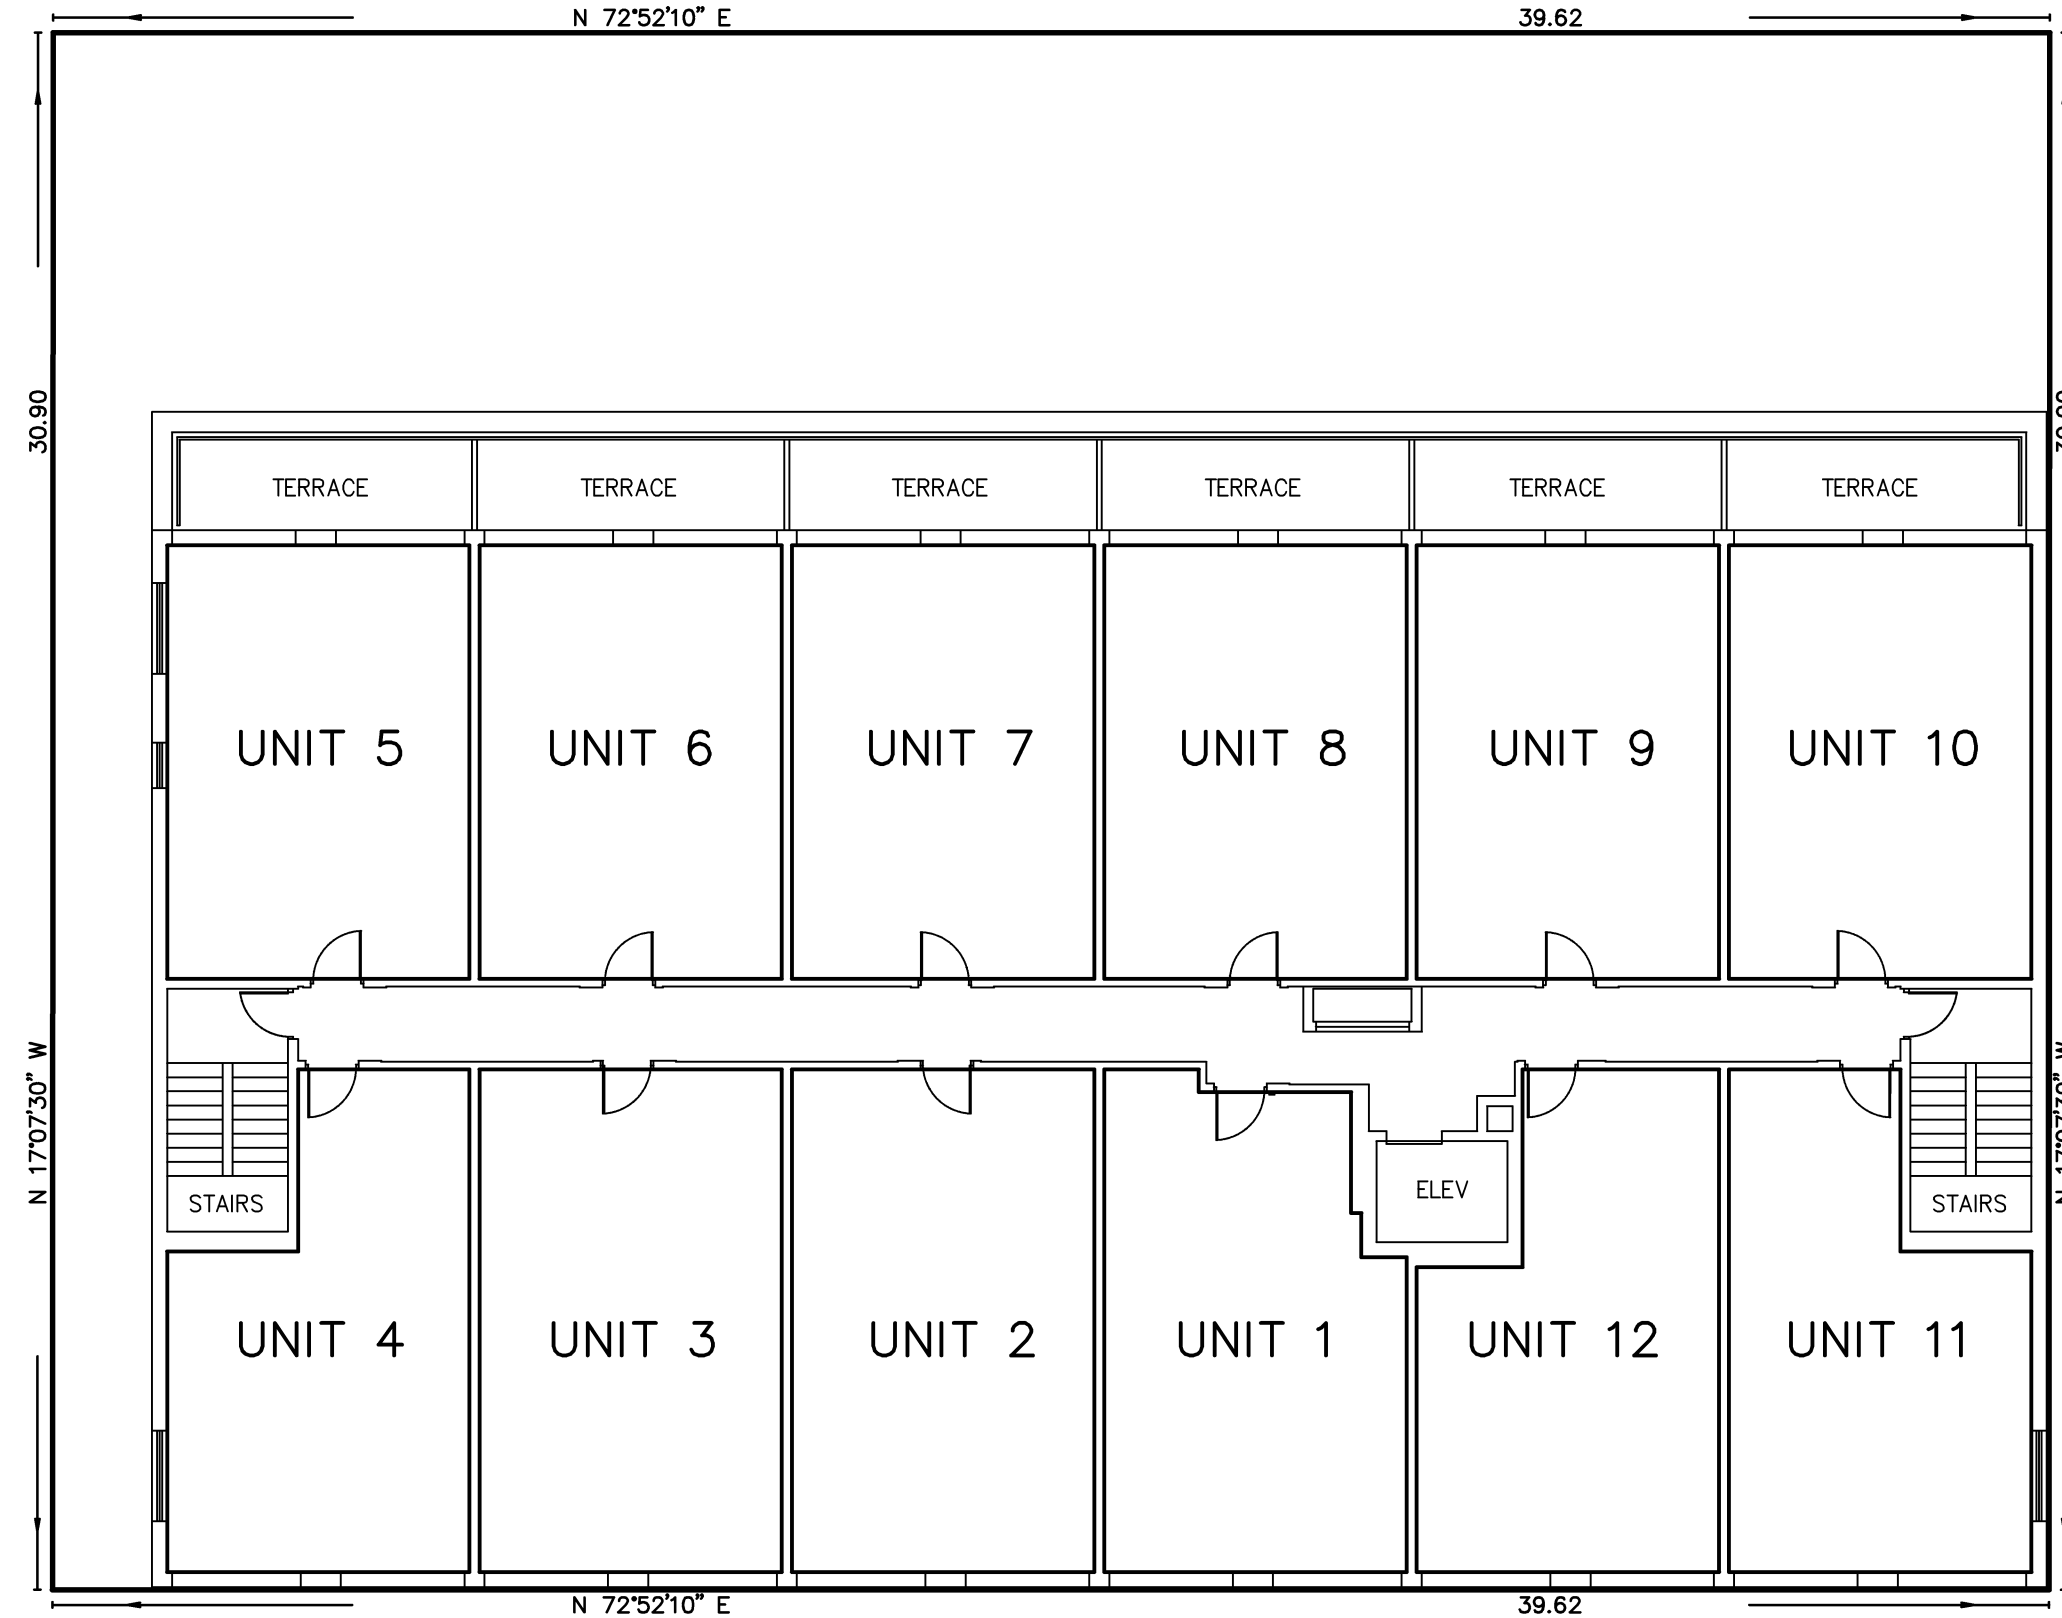 N 72°52'10" E 39.62
30.90
TERRACE TERRACE TERRACE TERRACE TERRACE TERRACE
UNIT 5 UNIT 6 UNIT 7 UNIT 8 UNIT 9 UNIT 10
N 17°07'30" W
STAIRS ELEV STAIRS
UNIT 4 UNIT 3 UNIT 2 UNIT 1 UNIT 12 UNIT 11
N 72°52'10" E 39.62